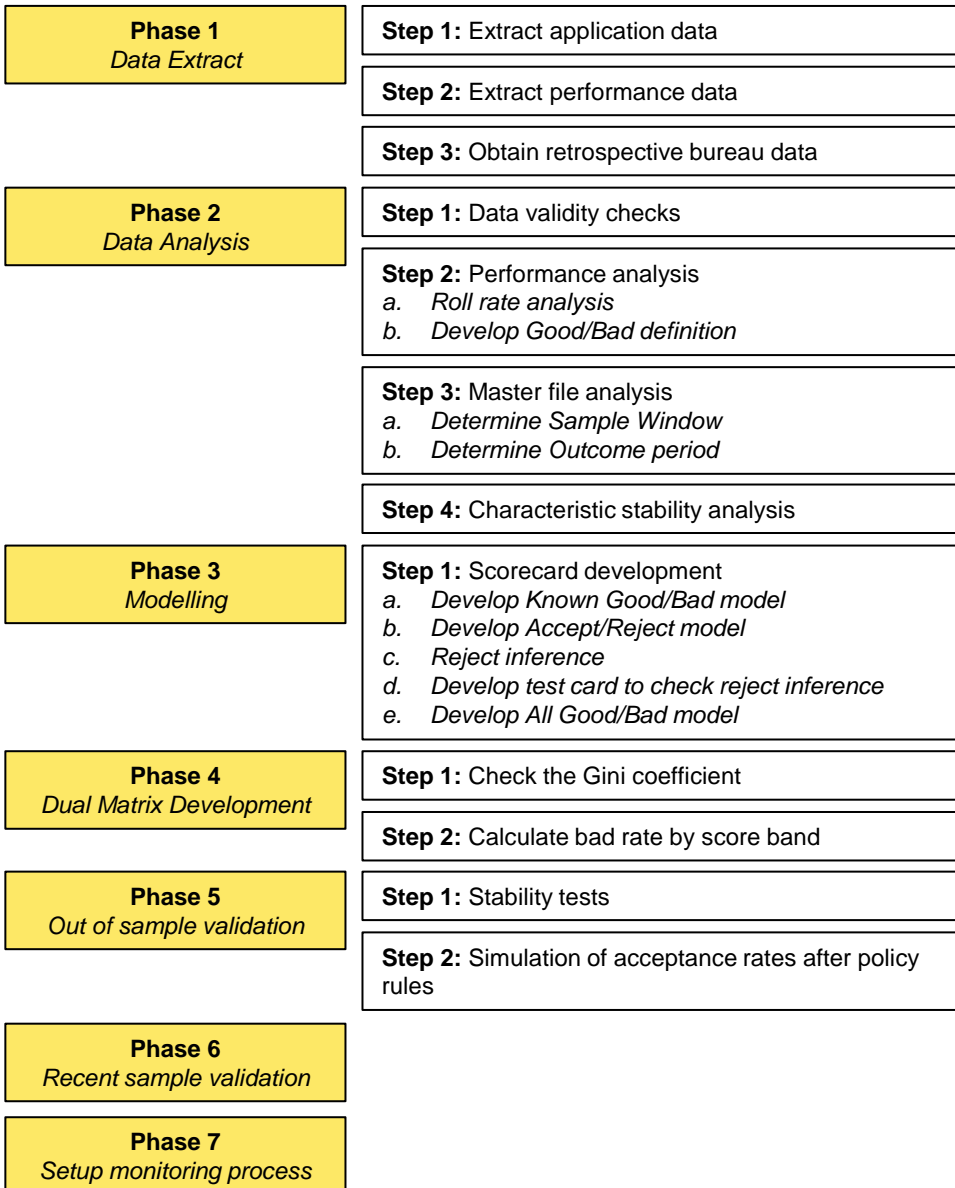 Phase 1
Data Extract
Step 1: Extract application data
Step 2: Extract performance data
Step 3: Obtain retrospective bureau data
Phase 2
Data Analysis
Step 1: Data validity checks
Step 2: Performance analysis
a. Roll rate analysis
b. Develop Good/Bad definition
Step 3: Master file analysis
a. Determine Sample Window
b. Determine Outcome period
Step 4: Characteristic stability analysis
Phase 3
Modelling
Step 1: Scorecard development
a. Develop Known Good/Bad model
b. Develop Accept/Reject model
c. Reject inference
d. Develop test card to check reject inference
e. Develop All Good/Bad model
Phase 4
Dual Matrix Development
Step 1: Check the Gini coefficient
Step 2: Calculate bad rate by score band
Phase 5
Out of sample validation
Step 1: Stability tests
Step 2: Simulation of acceptance rates after policy
rules
Phase 6
Recent sample validation
Phase 7
Setup monitoring process